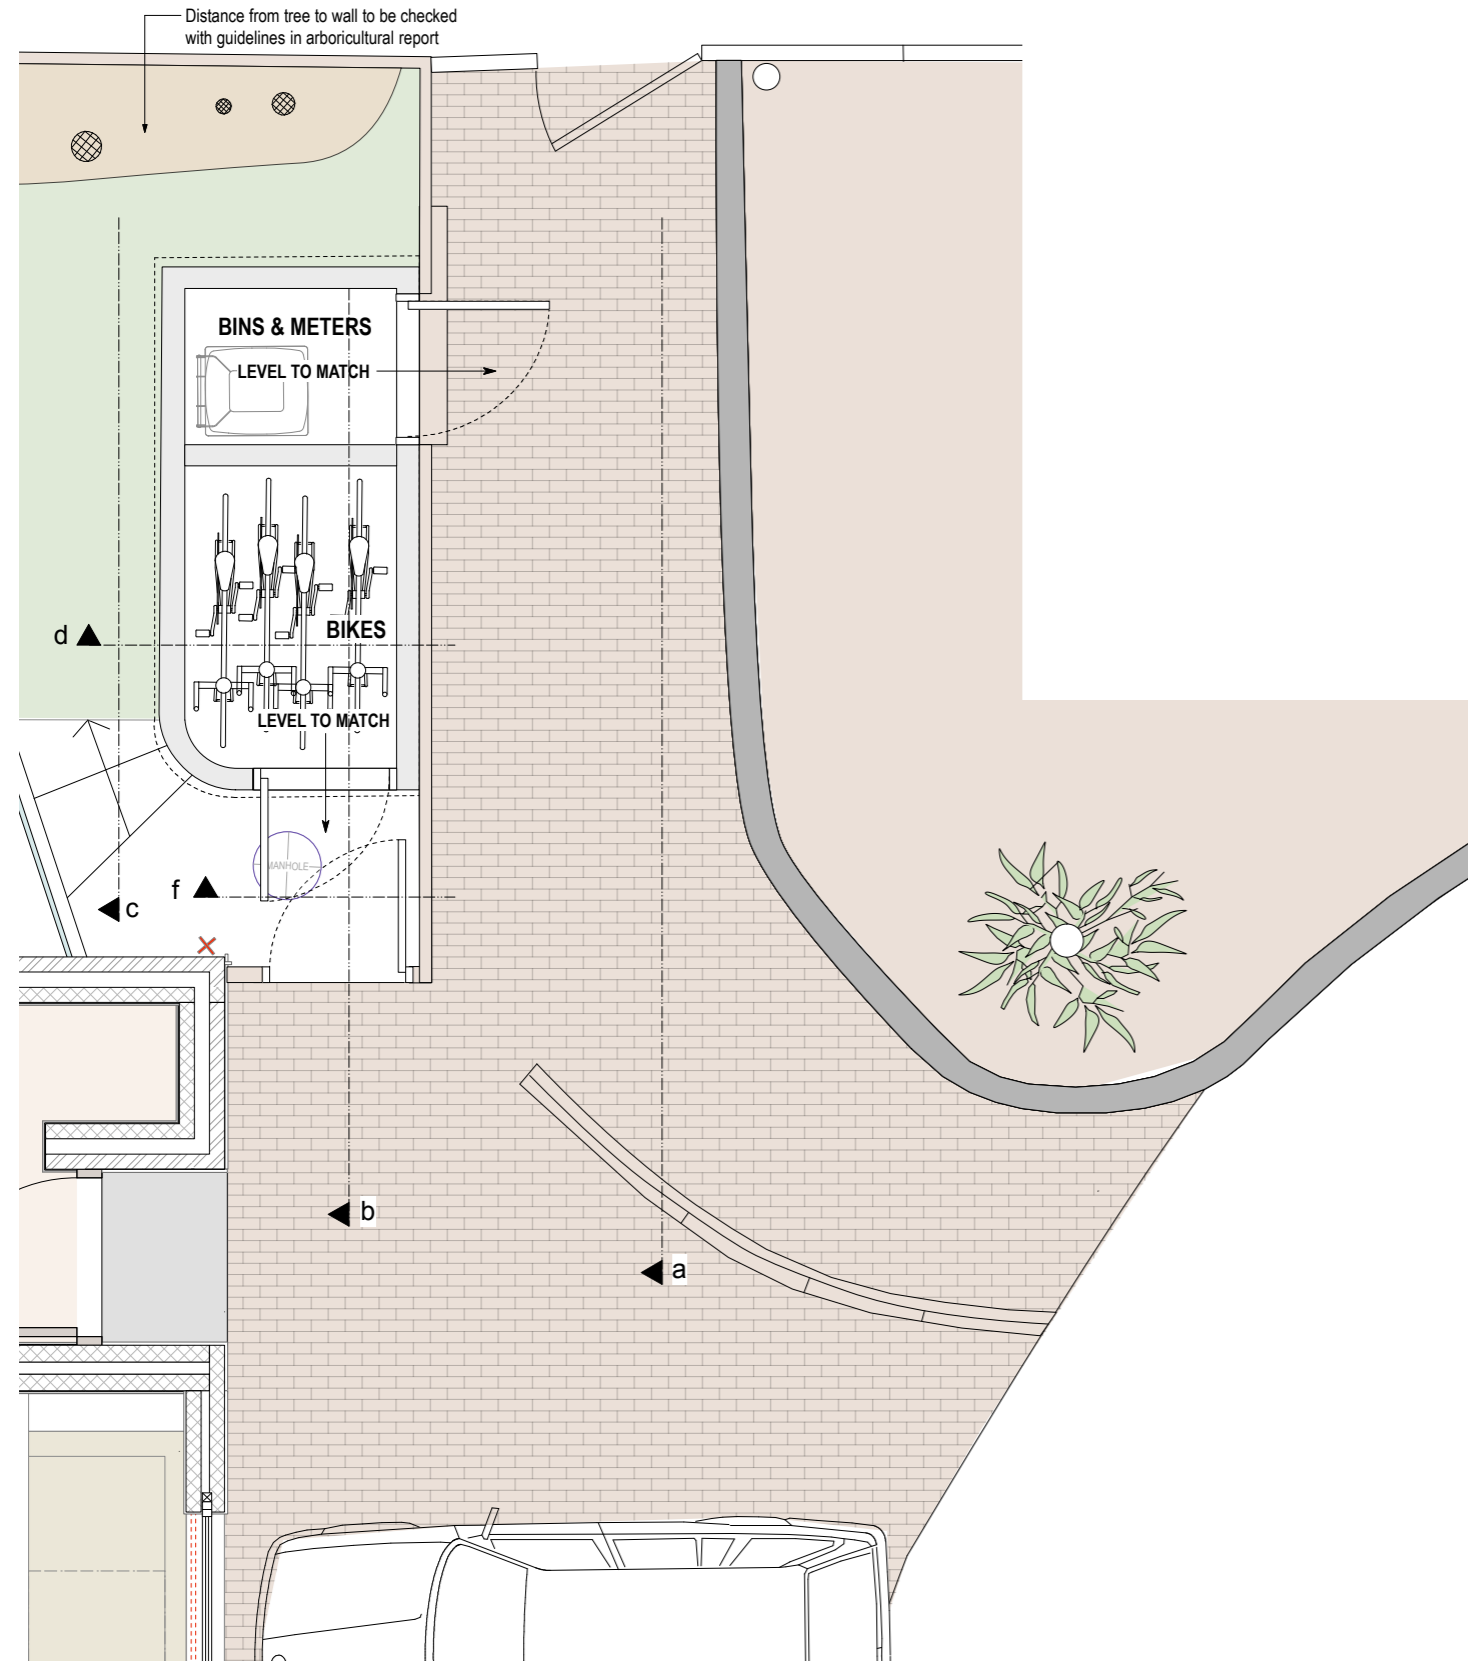 Distance from tree to wall to be checked
with guidelines in arboricultural report
BINS & METERS
LEVEL TO MATCH
BIKES
d
LEVEL TO MATCH
MANHOLE
f
c
b
a